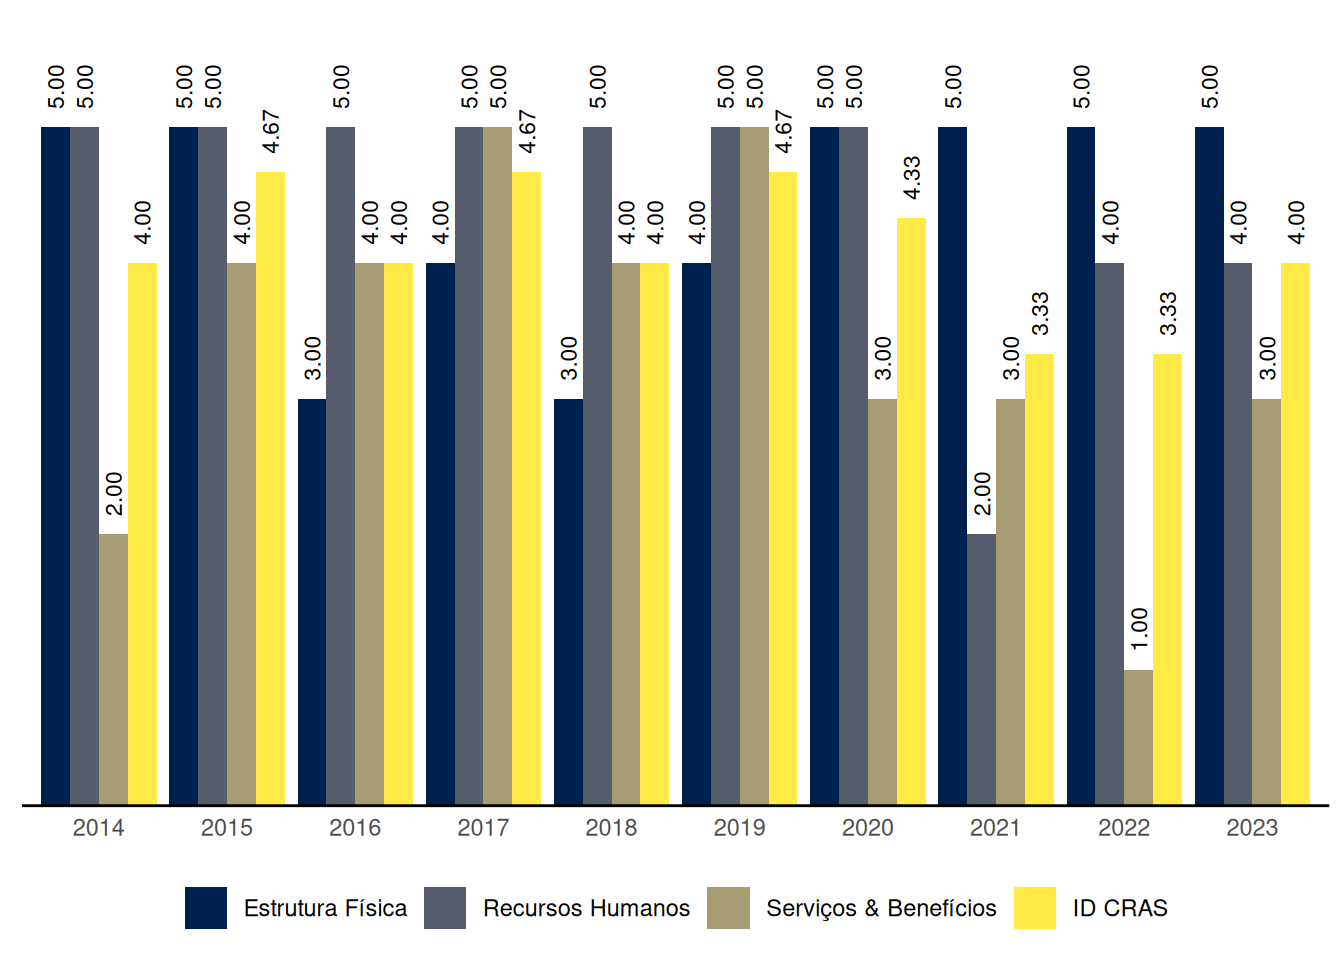 5.00 5.00 2.00 4.00
5.00 5.00 4.00 4.67
3.00 5.00 4.00 4.00
4.00 5.00 5.00 4.67
3.00 5.00 4.00 4.00
4.00 5.00 5.00 4.67
5.00 5.00 3.00 4.33
5.00 2.00 3.00 3.33
5.00 4.00 1.00 3.33
5.00 4.00 3.00 4.00
2014 2015 2016 2017 2018 2019 2020 2021 2022 2023
Estrutura Física Recursos Humanos Serviços & Benefícios ID CRAS